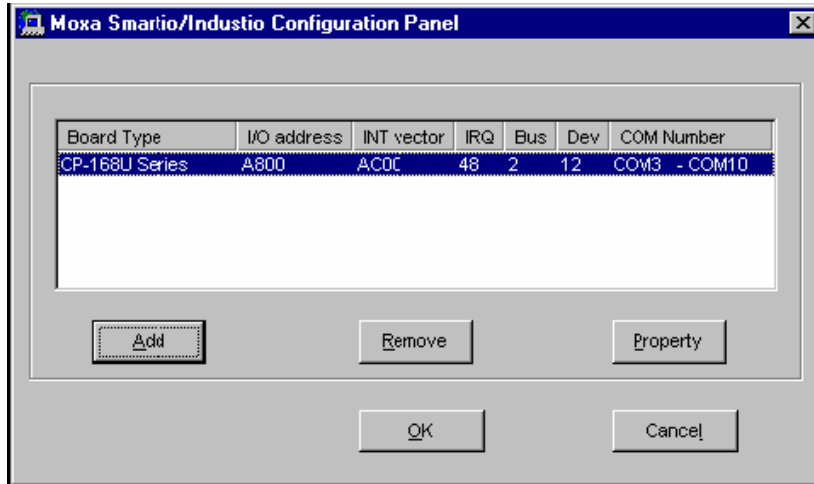 Moxa Smartio/Industio Configuration Panel
Board Type I/O address INT vector IRQ Bus Dev COM Number
CP-168U Series A800 AC00 48 2 12 COM3 - COM10
Add Remove Property
OK Cancel